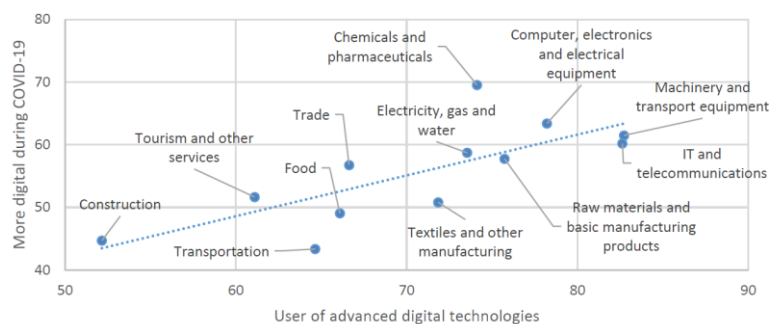 More digital during COVID-19
80
70
60
50
40
50
60
70
80
90
User of advanced digital technologies
Construction
Tourism and other
services
Transportation
Trade
Food
Chemicals and
pharmaceuticals
Electricity, gas and
water
Textiles and other
manufacturing
Computer, electronics
and electrical
equipment
Raw materials and
basic manufacturing
products
Machinery and
transport equipment
IT and
telecommunications